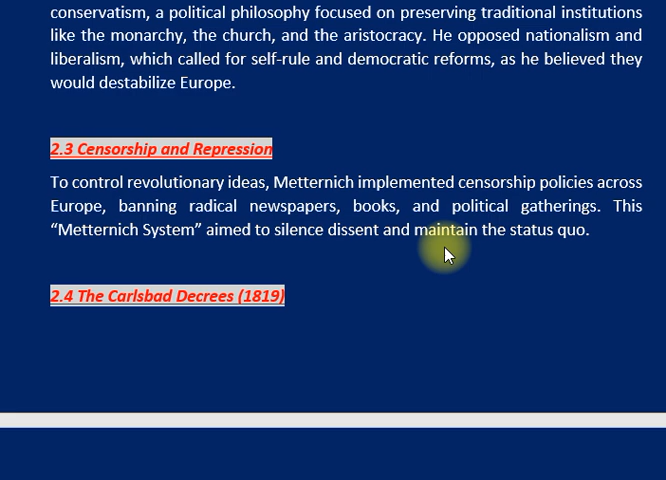 conservatism, a political philosophy focused on preserving traditional institutions
like the monarchy, the church, and the aristocracy. He opposed nationalism and
liberalism, which called for self-rule and democratic reforms, as he believed they
would destabilize Europe.
2.3 Censorship and Repression
To control revolutionary ideas, Metternich implemented censorship policies across
Europe, banning radical newspapers, books, and political gatherings. This
“Metternich System” aimed to silence dissent and maintain the status quo.
2.4 The Carlsbad Decrees (1819)